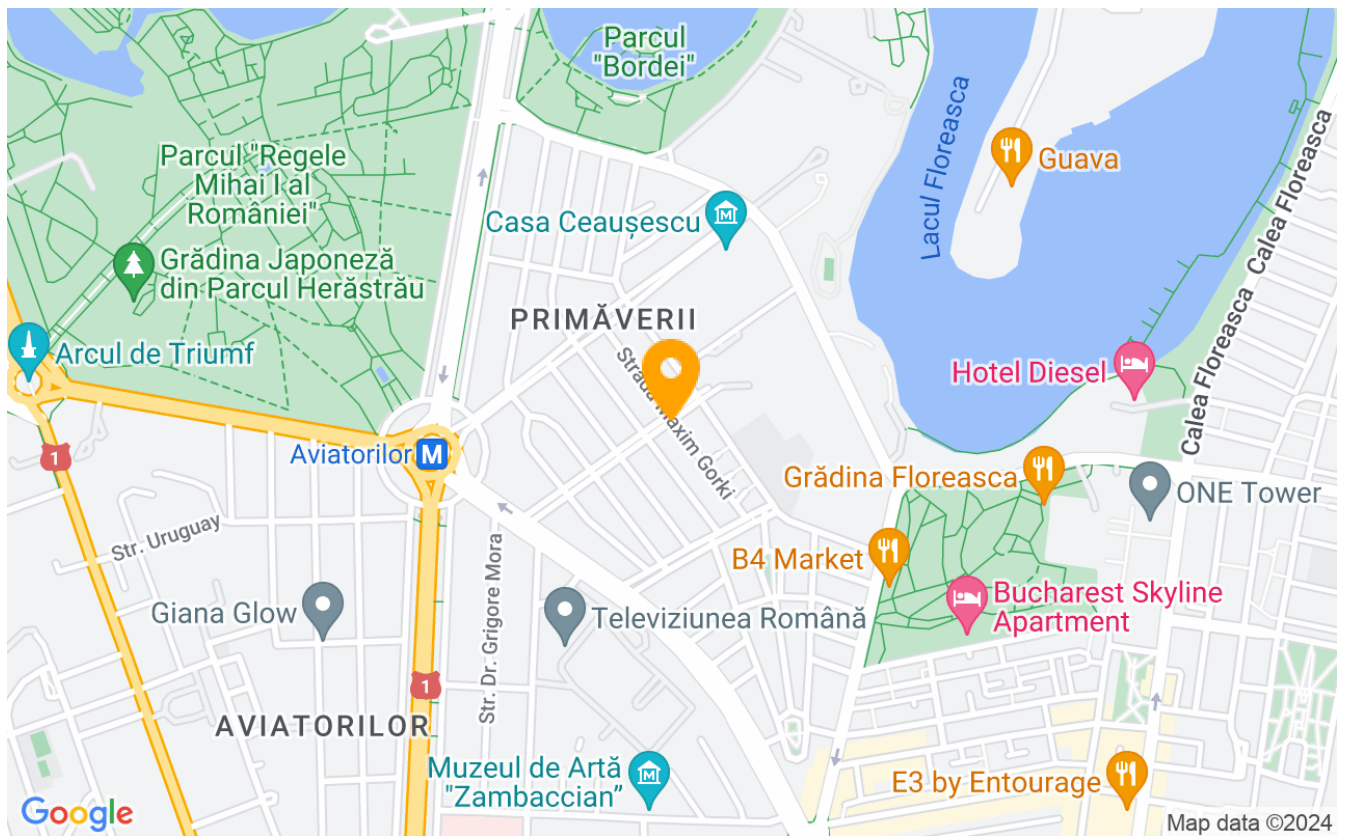 Parcul
"Bordei"
Parcul "Regele
Mihai I al
României"
Lacul Floreasca
Guava
Calea Floreasca
Calea Floreasca
Casa Ceaușescu
Grădina Japoneză
din Parcul Herăstrău
PRIMĂVERII
Arcul de Triumf
Strada Maxim Gorki
Hotel Diesel
Calea Floreasca
Aviatorilor
M
1
Grădina Floreasca
ONE Tower
Str. Uruguay
B4 Market
Giana Glow
Str. Dr. Grigore Mora
Televiziunea Română
Bucharest Skyline
Apartment
1
AVIATORILOR
Muzeul de Artă
"Zambaccian”
E3 by Entourage
Google
Map data ©2024